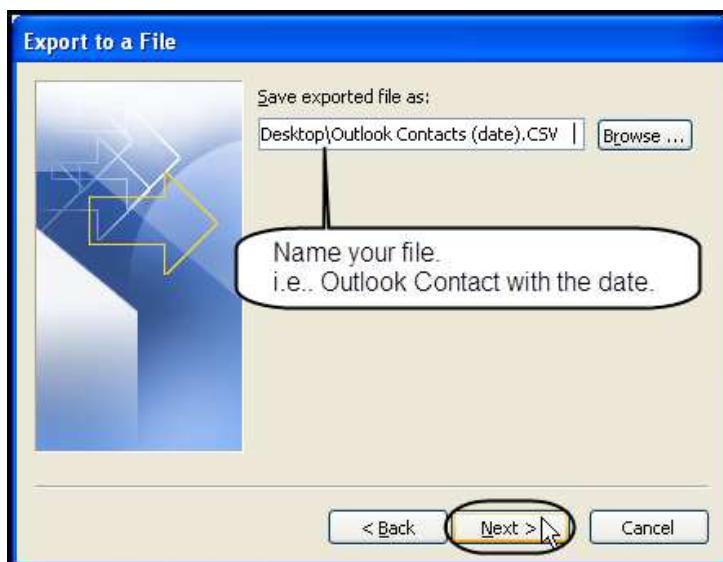 Export to a File
Save exported file as:
Desktop\Outlook Contacts (date).CSV
Browse ...
Name your file.
i.e.. Outlook Contact with the date.
< Back
Next >
Cancel